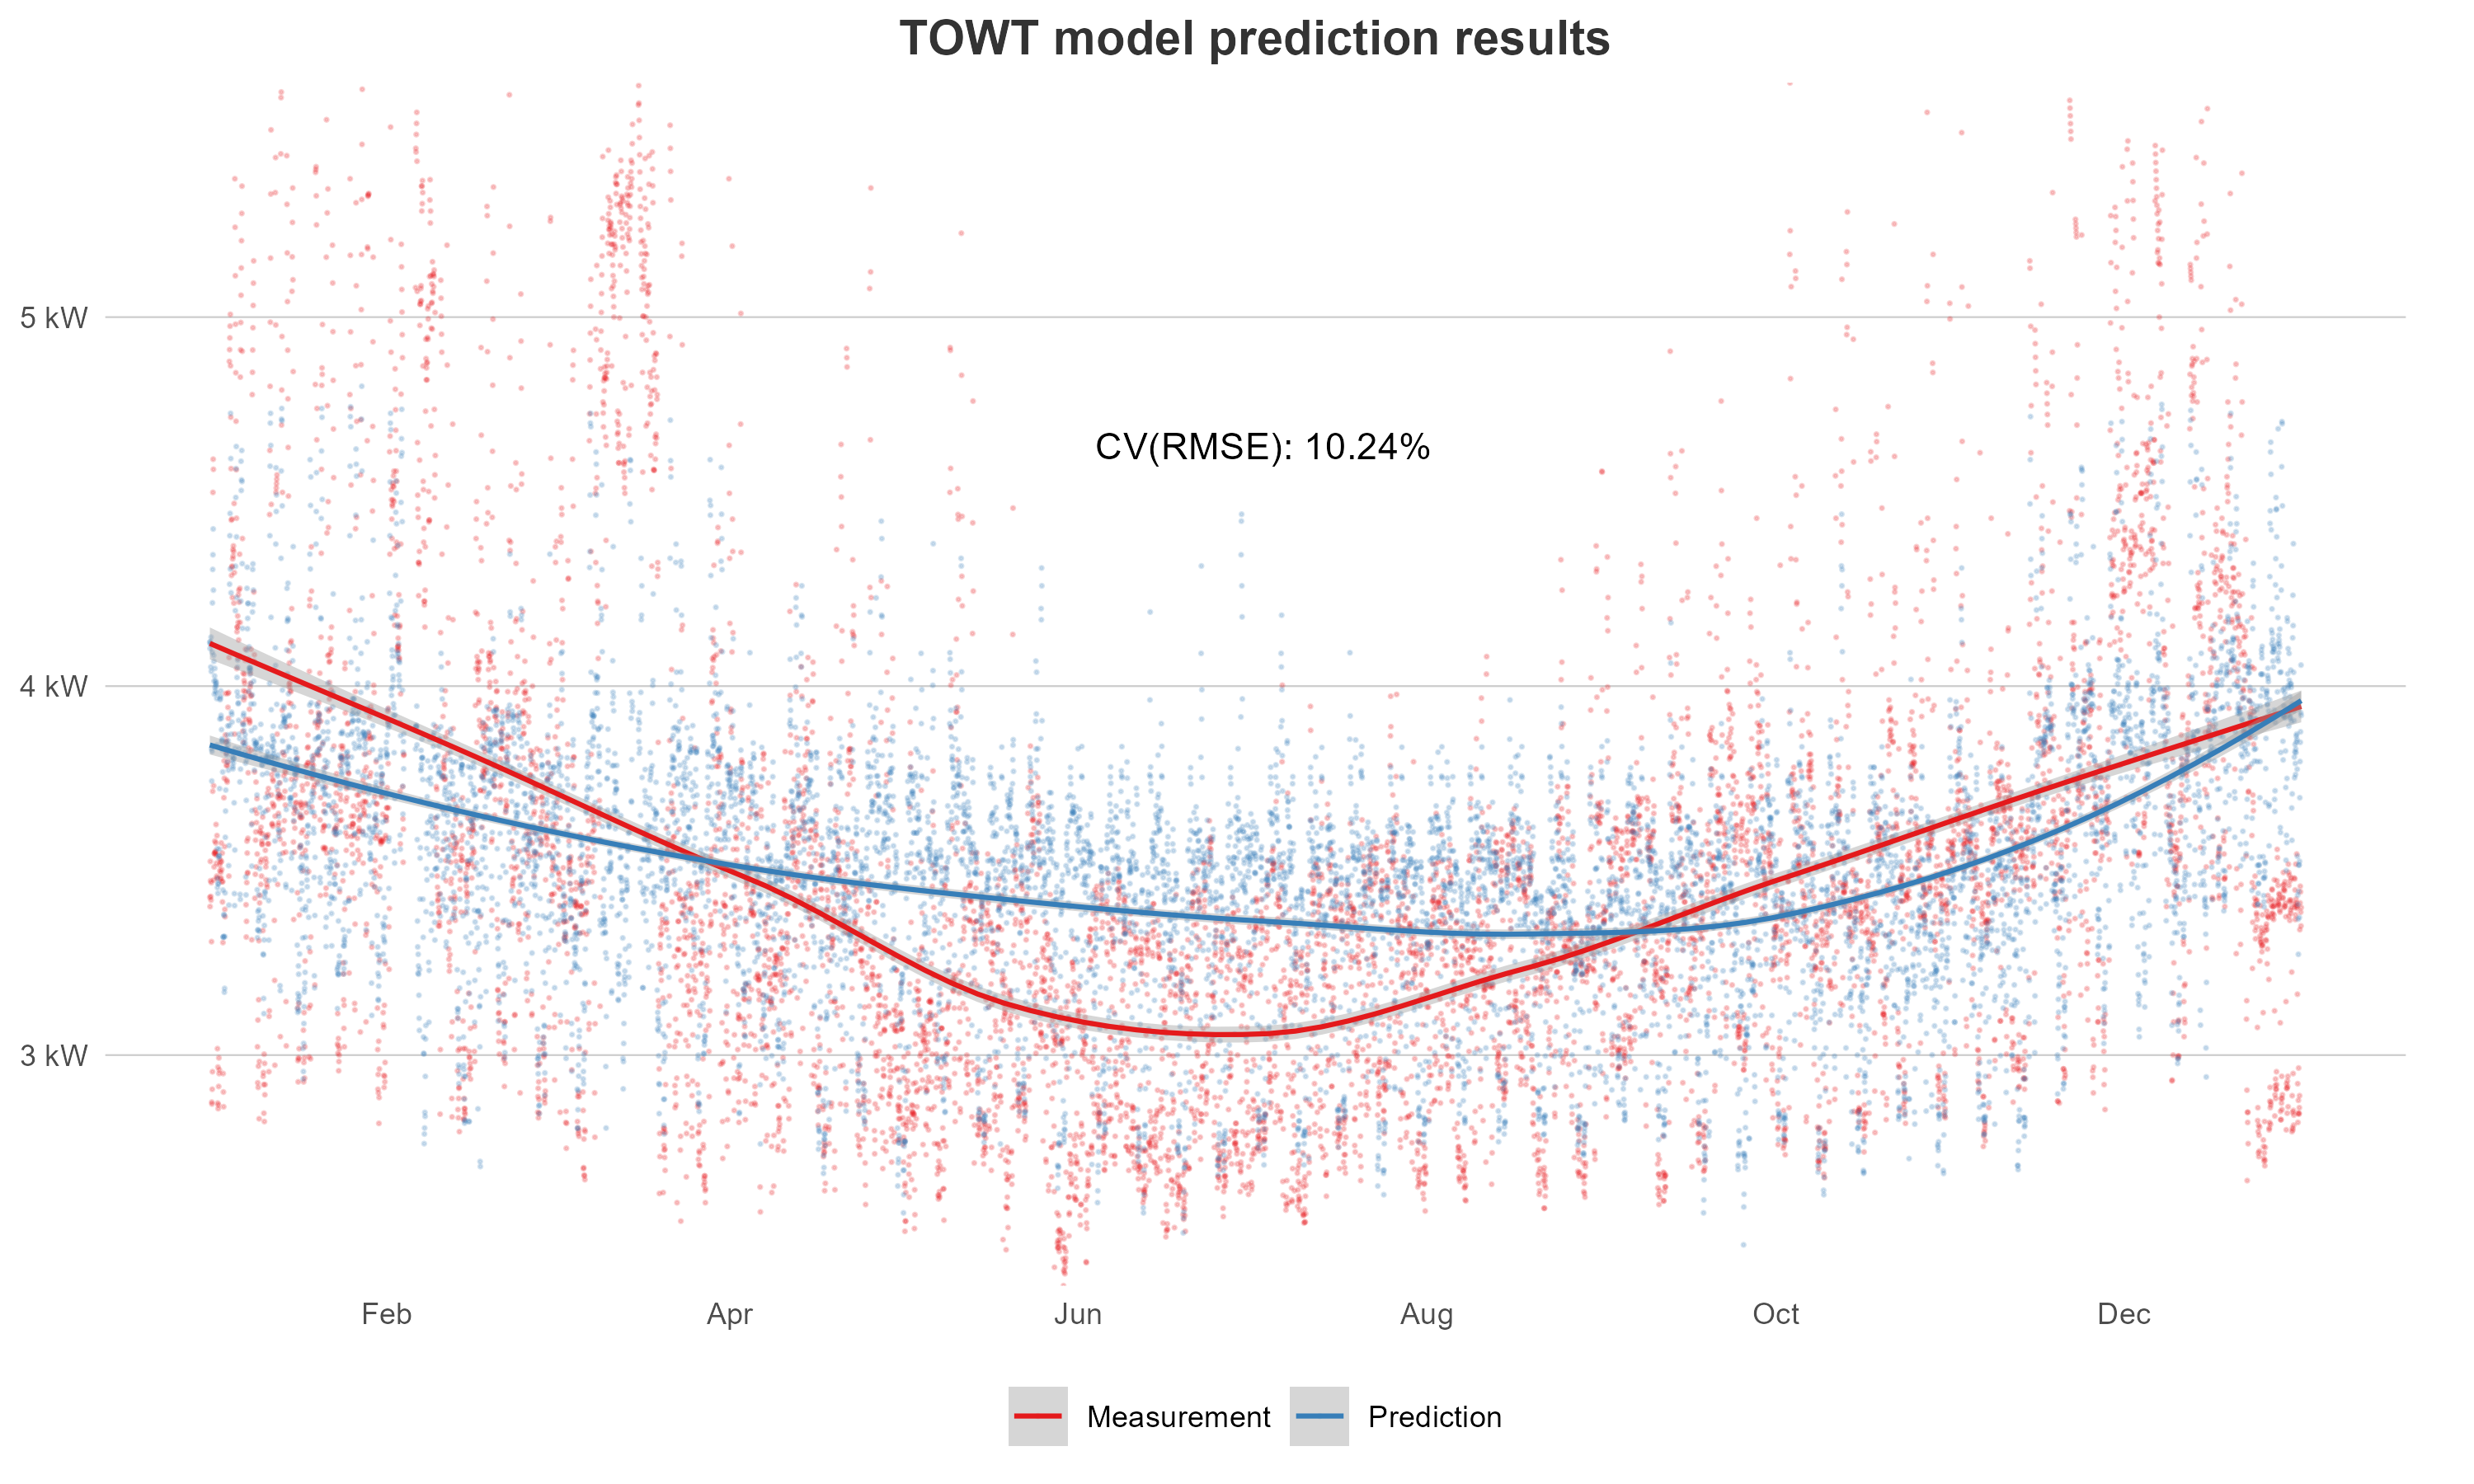 TOWT model prediction results
5 kW
CV(RMSE): 10.24%
4 kW
3 kW
Feb Apr Jun Aug Oct Dec
Measurement Prediction